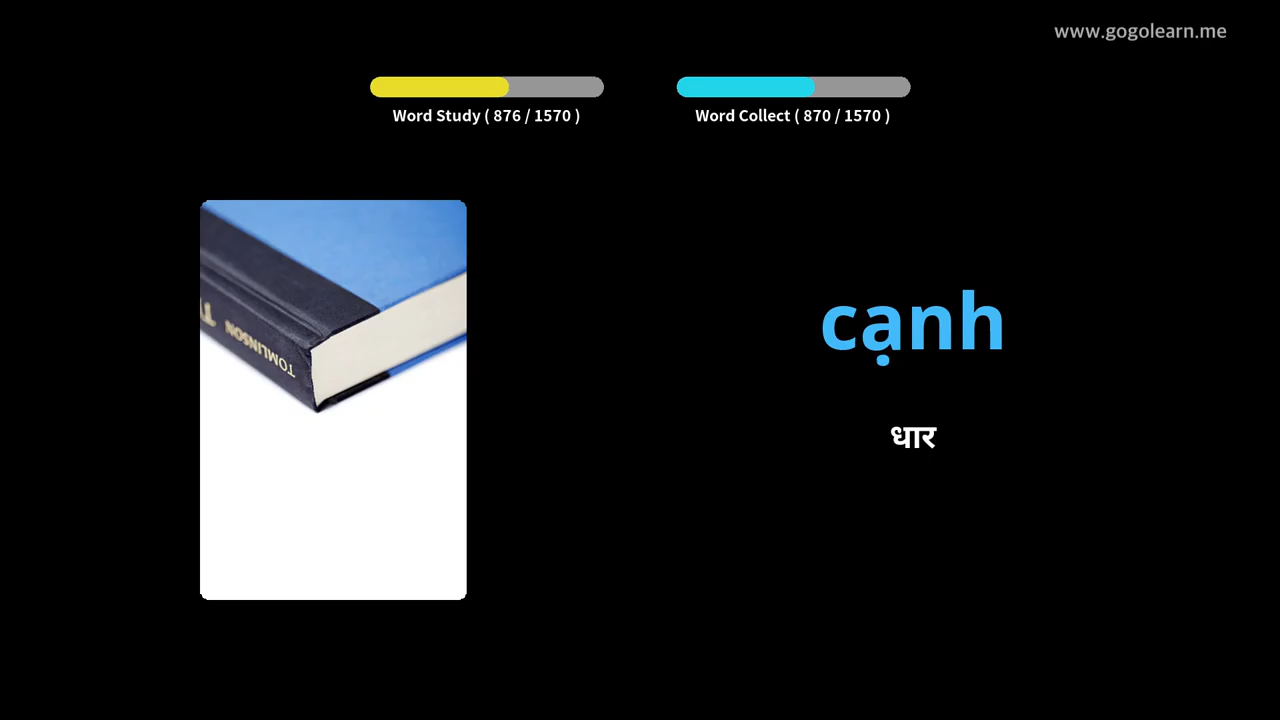 www.gogolearn.me
Word Study ( 876 / 1570 )
Word Collect ( 870 / 1570 )
TOMLINSON
cạnh
धार